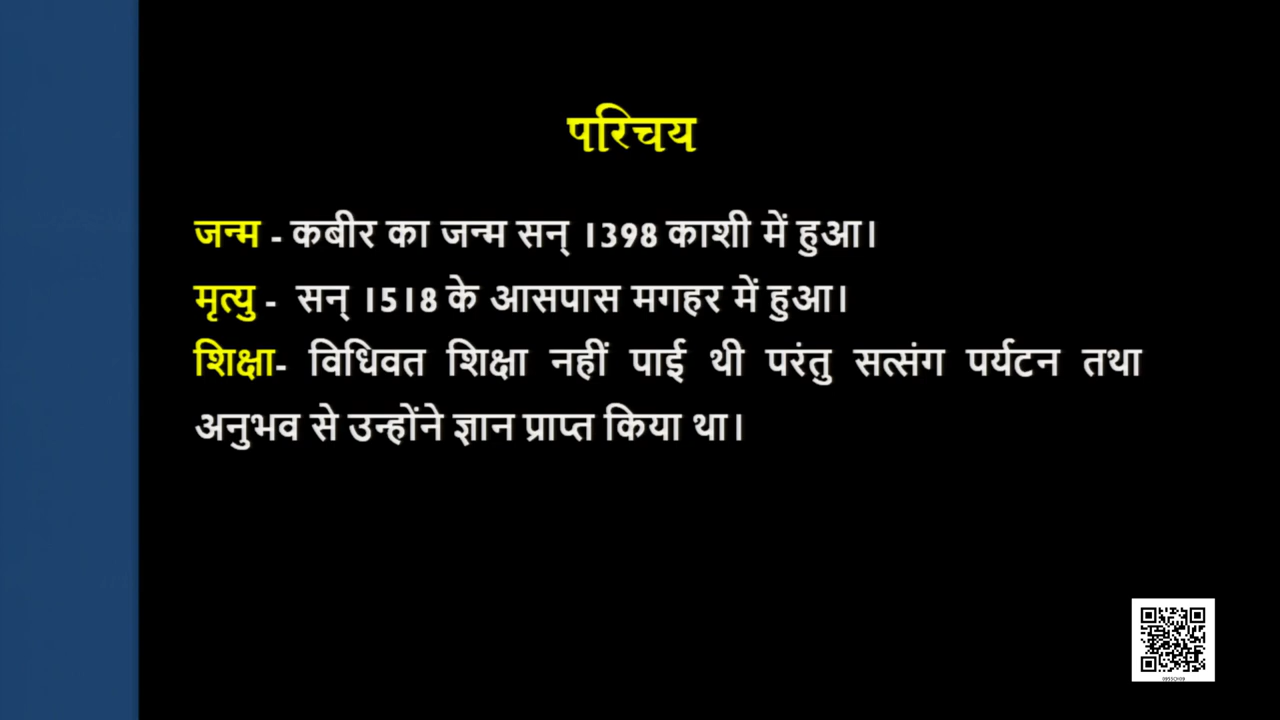 परिचय
जन्म - कबीर का जन्म सन् 1398 काशी में हुआ।
मृत्यु - सन् 1518 के आसपास मगहर में हुआ।
शिक्षा- विधिवत शिक्षा नहीं पाई थी परंतु सत्संग पर्यटन तथा
अनुभव से उन्होंने ज्ञान प्राप्त किया था।